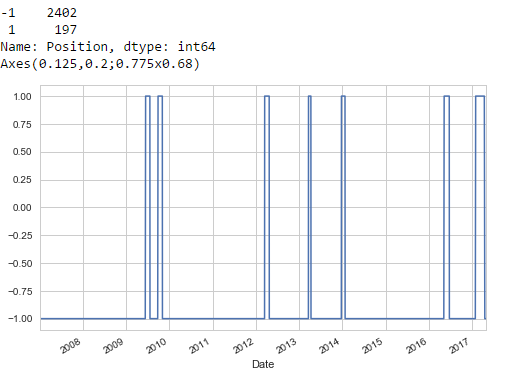 -1    2402
 1     197
Name: Position, dtype: int64
Axes(0.125,0.2;0.775x0.68)
1.00
0.75
0.50
0.25
0.00
−0.25
−0.50
−0.75
−1.00
2008 2009 2010 2011 2012 2013 2014 2015 2016 2017
Date